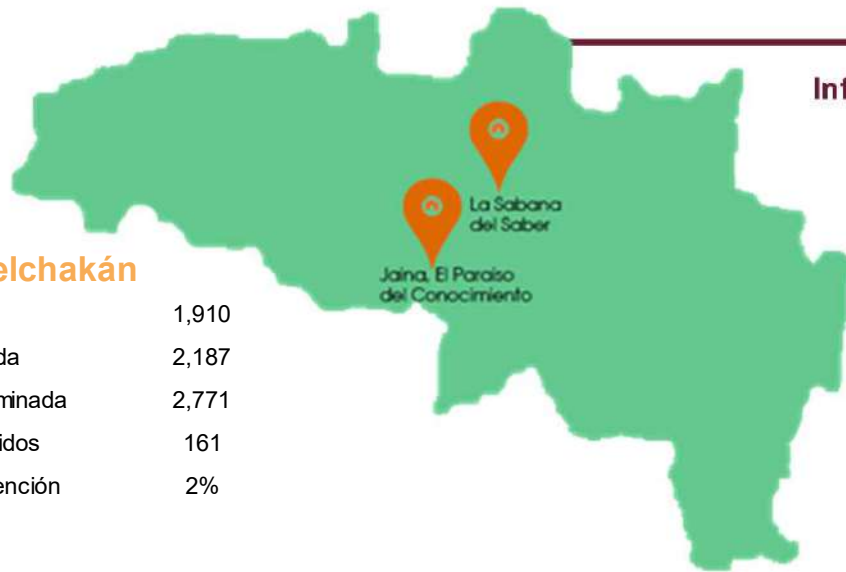 Inf
La Sabana
del Saber
Jaina, El Paraiso
del Conocimiento
elchakán
1,910
da 2,187
minada 2,771
idos 161
ención 2%